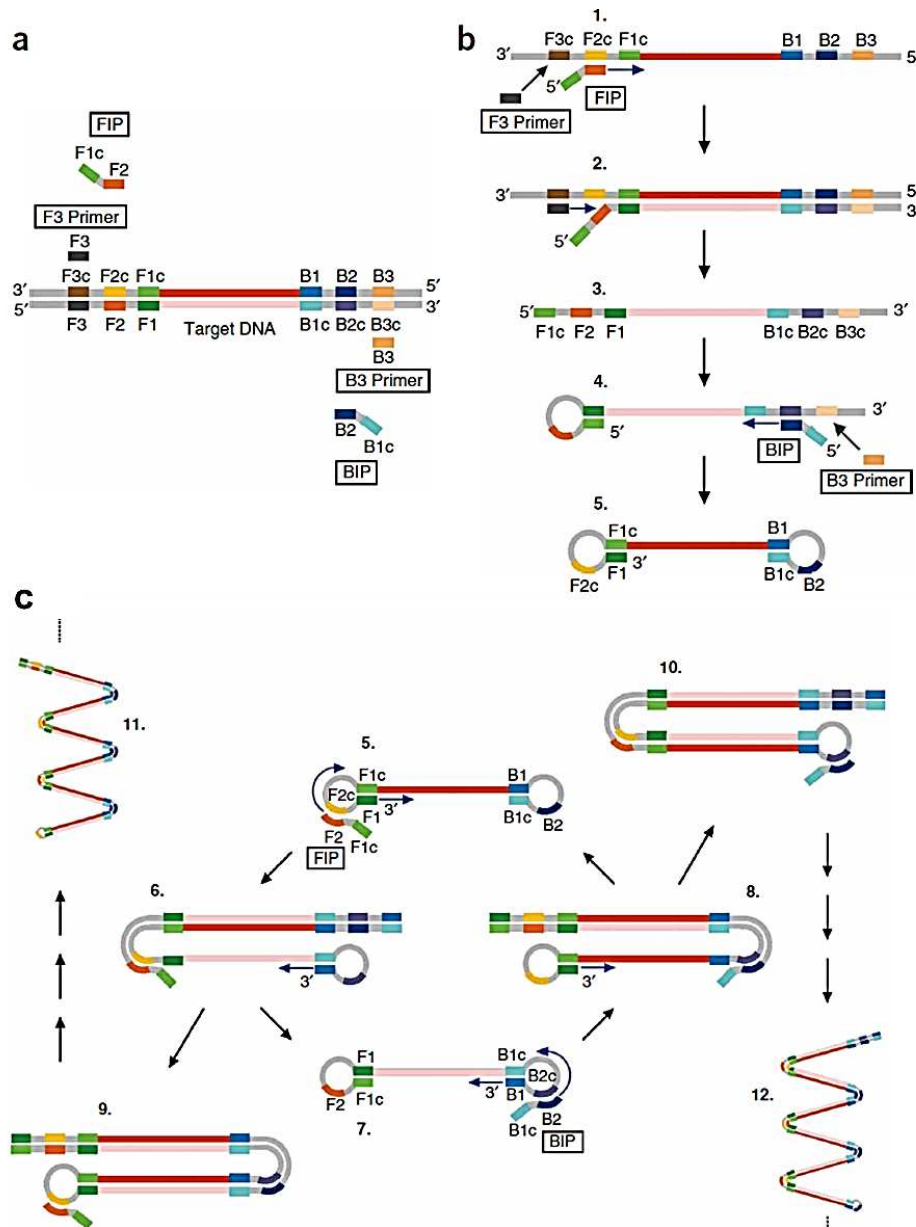 a
FIP
F1c
F2
F3 Primer
F3
F3c F2c F1c B1 B2 B3
3′ 5′
5′ 3′
F3 F2 F1 Target DNA B1c B2c B3c
B3
B3 Primer
B2
B1c
BIP
b
1.
F3c F2c F1c B1 B2 B3
3′ 5
5′
FIP
F3 Primer
2.
3′ 5
3
5′
3.
5′ 3′
F1c F2 F1 B1c B2c B3c
4.
3′
5′
BIP 5′
B3 Primer
5.
F1c B1
F2c F1 3′ B1c B2
c
11.
5.
F1c B1
F2c 3′
F1 B1c B2
F2 F1c
FIP
10.
6.
3′
8.
3′
7.
F1 B1c
B2c
F2 F1c 3′ B1
B1c B2
BIP
9.
12.